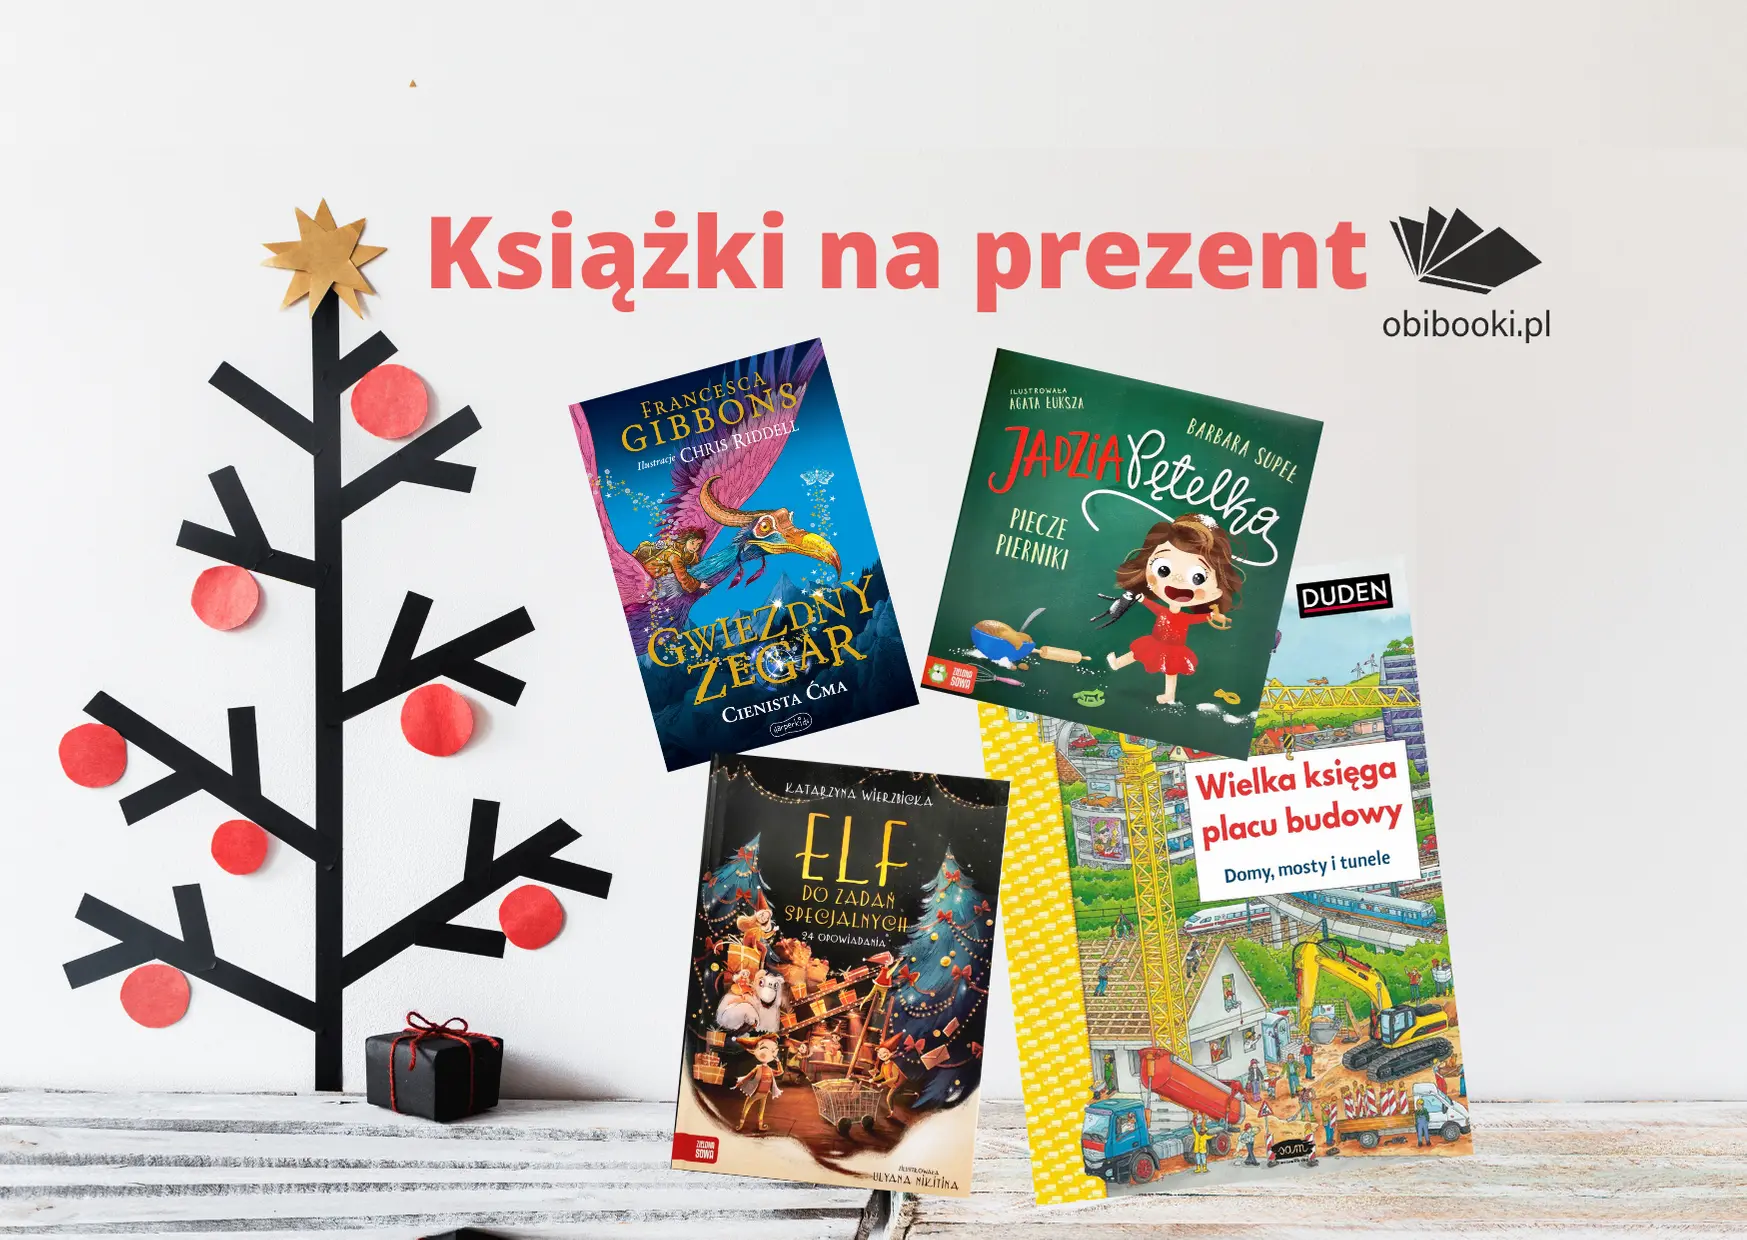 Książki na prezent
obibooki.pl
FRANCESCA
GIBBONS
Ilustracje CHRIS RIDDELL
GWIEZDNY
ZEGAR
CIENISTA ĆMA
HarperKids
ILUSTROWAŁA
AGATA ŁUKSZA
BARBARA SUPEŁ
JADZIA Pętelka
PIECZE
PIERNIKI
ZIELONA
SOWA
DUDEN
Wielka księga
placu budowy
Domy, mosty i tunele
KATARZYNA WIERZBICKA
ELF
DO ZADAŃ
SPECJALNYCH
24 OPOWIADANIA
ZIELONA
SOWA
ILUSTROWAŁA
ULYANA NIKITINA